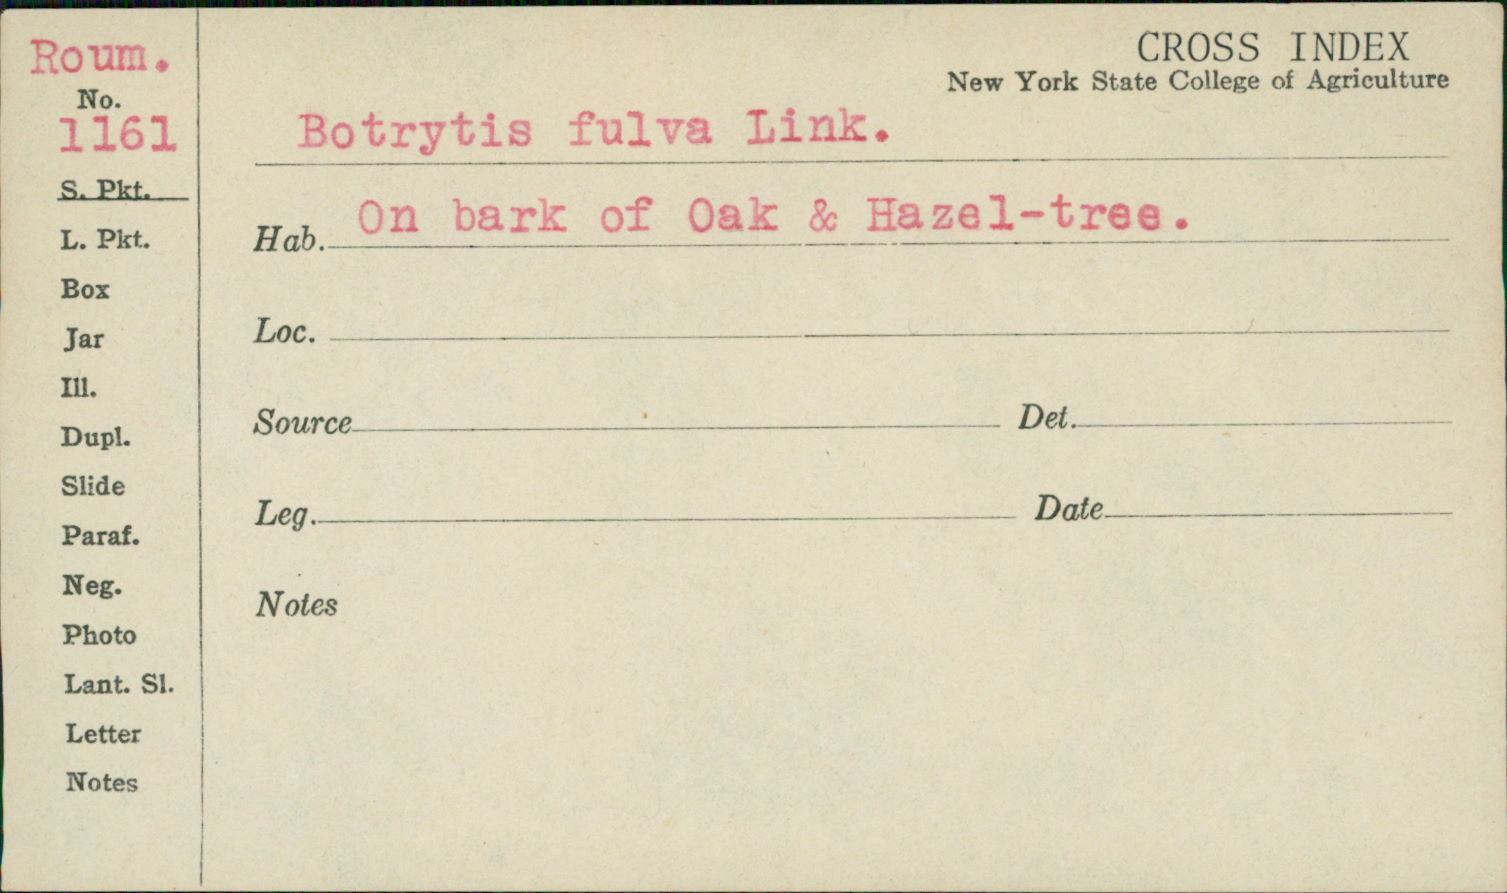 Roum.
No.
1161
S. Pkt.
L. Pkt.
Box
Jar
Ill.
Dupl.
Slide
Paraf.
Neg.
Photo
Lant. Sl.
Letter
Notes
CROSS INDEX
New York State College of Agriculture
Botrytis fulva Link.
Hab. On bark of Oak & Hazel-tree.
Loc.
Source Det.
Leg. Date
Notes